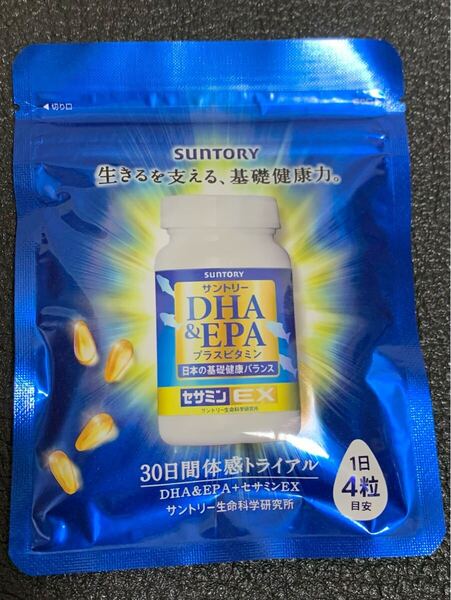 ◀切り口
SUNTORY
生きるを支える、基礎健康力。
SUNTORY
サントリー
DHA
&EPA
プラスビタミン
日本の基礎健康バランス
セサミンEX
サントリー生命科学研究所
30日間体感トライアル
DHA&EPA+セサミンEX
サントリー生命科学研究所
1日
4粒
目安